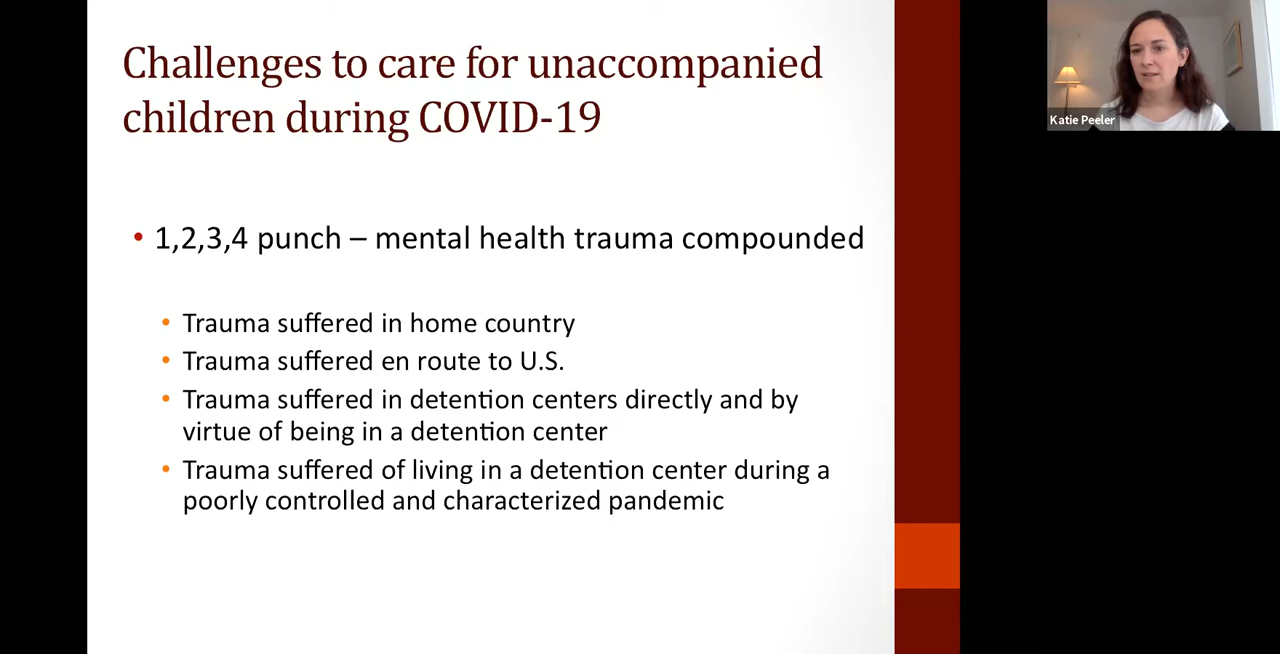 Challenges to care for unaccompanied
children during COVID-19
• 1,2,3,4 punch – mental health trauma compounded
• Trauma suffered in home country
• Trauma suffered en route to U.S.
• Trauma suffered in detention centers directly and by
virtue of being in a detention center
• Trauma suffered of living in a detention center during a
poorly controlled and characterized pandemic
Katie Peeler